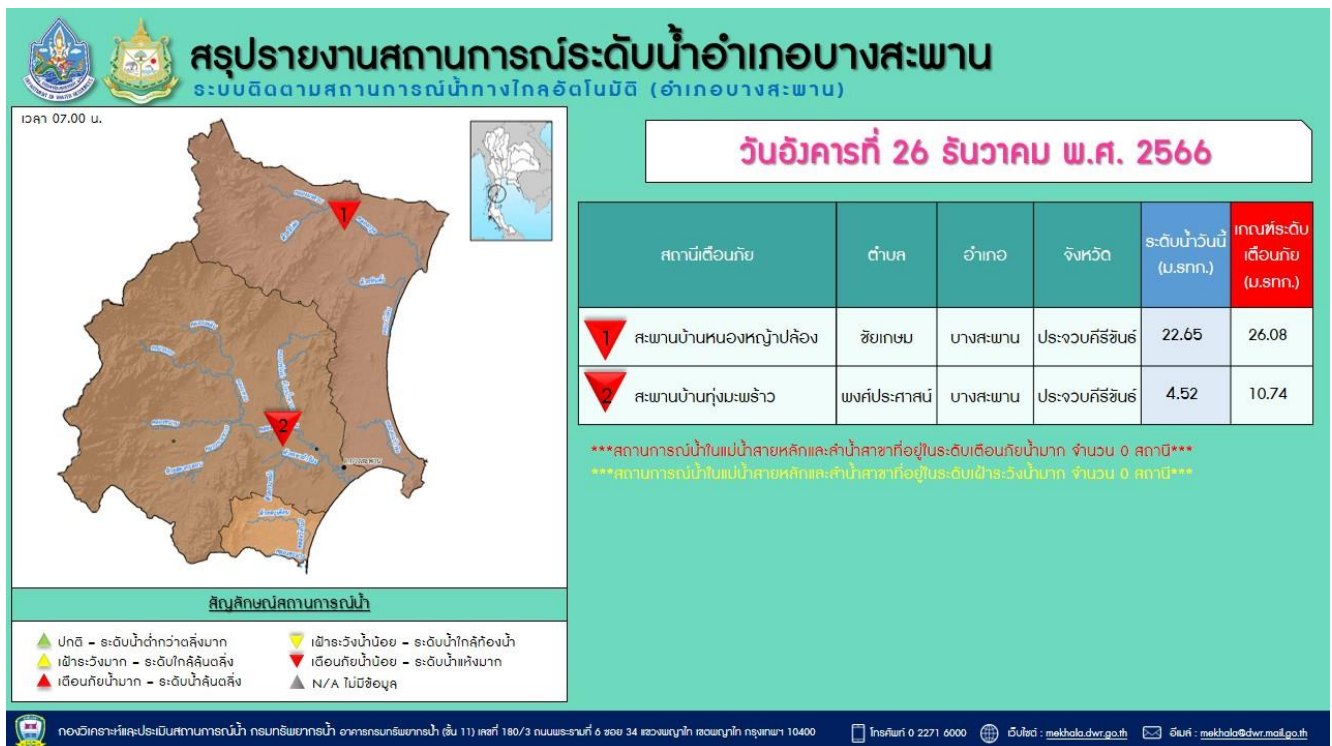 สรุปรายงานสถานการณ์ระดับน้ำอำเภอบางสะพาน
ระบบติดตามสถานการณ์น้ำทางไกลอัตโนมัติ (อำเภอบางสะพาน)
เวลา 07.00 น.
1
2
สัญลักษณ์สถานการณ์น้ำ
ปกติ – ระดับน้ำต่ำกว่าตลิ่งมาก
เฝ้าระวังมาก – ระดับใกล้ล้นตลิ่ง
เตือนภัยน้ำมาก – ระดับน้ำล้นตลิ่ง
เฝ้าระวังน้ำน้อย – ระดับน้ำใกล้ท้องน้ำ
เตือนภัยน้ำน้อย – ระดับน้ำแห้งมาก
N/A ไม่มีข้อมูล
วันอังคารที่ 26 ธันวาคม พ.ศ. 2566
สถานีเตือนภัย ตำบล อำเภอ จังหวัด ระดับน้ำวันนี้ (ม.รทก.) เกณฑ์ระดับเตือนภัย (ม.รทก.)
1 สะพานบ้านหนองหญ้าปล้อง ชัยเกษม บางสะพาน ประจวบคีรีขันธ์ 22.65 26.08
2 สะพานบ้านทุ่งมะพร้าว พงศ์ประศาสน์ บางสะพาน ประจวบคีรีขันธ์ 4.52 10.74
***สถานการณ์น้ำในแม่น้ำสายหลักและลำน้ำสาขาที่อยู่ในระดับเตือนภัยน้ำมาก จำนวน 0 สถานี***
***สถานการณ์น้ำในแม่น้ำสายหลักและลำน้ำสาขาที่อยู่ในระดับเฝ้าระวังน้ำมาก จำนวน 0 สถานี***
กองวิเคราะห์และประเมินสถานการณ์น้ำ กรมทรัพยากรน้ำ อาคารกรมทรัพยากรน้ำ (ชั้น 11) เลขที่ 180/3 ถนนพระรามที่ 6 ซอย 34 แขวงพญาไท เขตพญาไท กรุงเทพฯ 10400 โทรศัพท์ 0 2271 6000 เว็บไซต์ : mekhala.dwr.go.th อีเมล์ : mekhala@dwr.mail.go.th